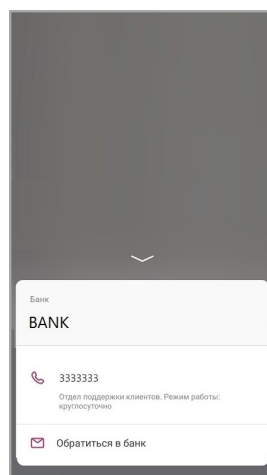 Банк
BANK
3333333
Отдел поддержки клиентов. Режим работы:
круглосуточно
Обратиться в банк